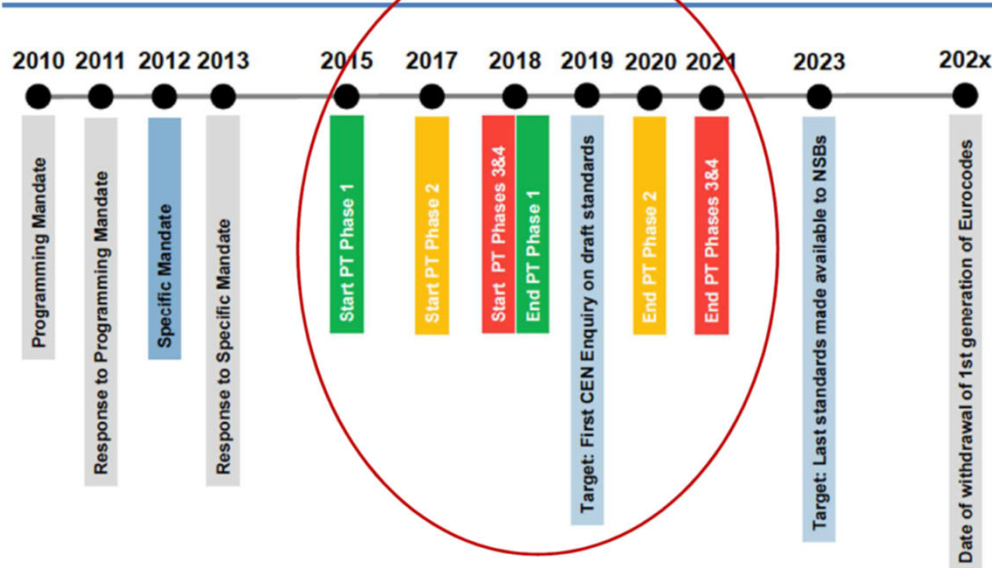 2010 2011 2012 2013 2015 2017 2018 2019 2020 2021 2023 202x
Programming Mandate
Response to Programming Mandate
Specific Mandate
Response to Specific Mandate
Start PT Phase 1
Start PT Phase 2
Start PT Phases 3&4
End PT Phase 1
Target: First CEN Enquiry on draft standards
End PT Phase 2
End PT Phases 3&4
Target: Last standards made available to NSBs
Date of withdrawal of 1st generation of Eurocodes